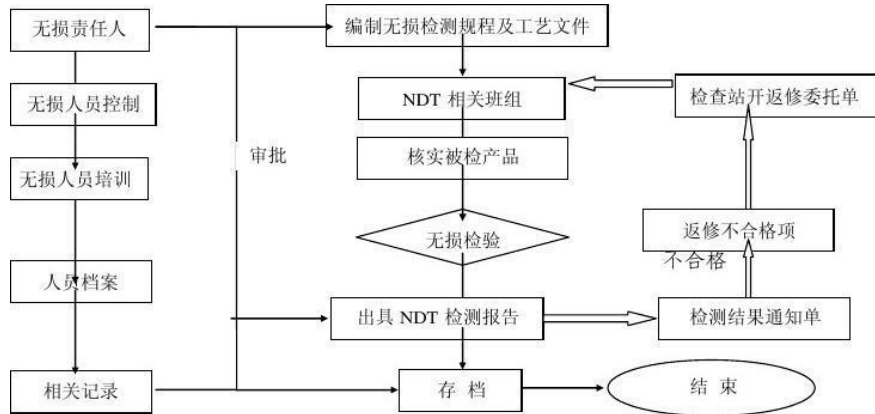 无损责任人
编制无损检测规程及工艺文件
无损人员控制
NDT 相关班组
检查站开返修委托单
审批
核实被检产品
无损人员培训
无损检验
返修不合格项
不合格
人员档案
出具 NDT 检测报告
检测结果通知单
相关记录
存 档
结 束